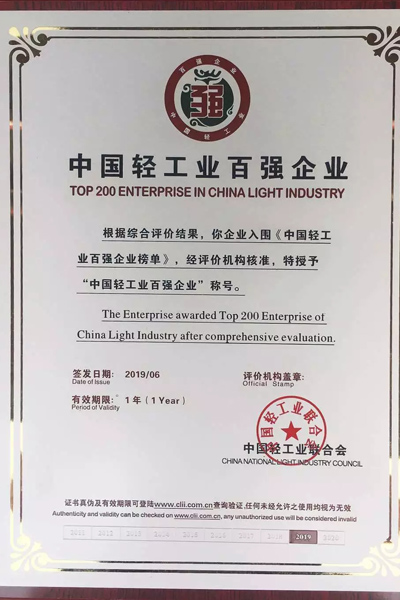 百强企业
强
中国轻工业
中国轻工业百强企业
TOP 200 ENTERPRISE IN CHINA LIGHT INDUSTRY
根据综合评价结果，你企业入围《中国轻工
业百强企业榜单》，经评价机构核准，特授予
“中国轻工业百强企业”称号。
The Enterprise awarded Top 200 Enterprise of
China Light Industry after comprehensive evaluation.
签发日期： 2019/06 评价机构盖章：
Date of Issue Official Stamp
有效期限： 1年（1 Year）
Period of Validity
中国轻工业联合会
中国轻工业联合会
CHINA NATIONAL LIGHT INDUSTRY COUNCIL
证书真伪及有效期限可登陆www.clii.com.cn查询验证,任何未经允许之使用均视为无效
Authenticity and validity can be checked on www.clii.com.cn, any unauthorized use will be considered invalid
2019